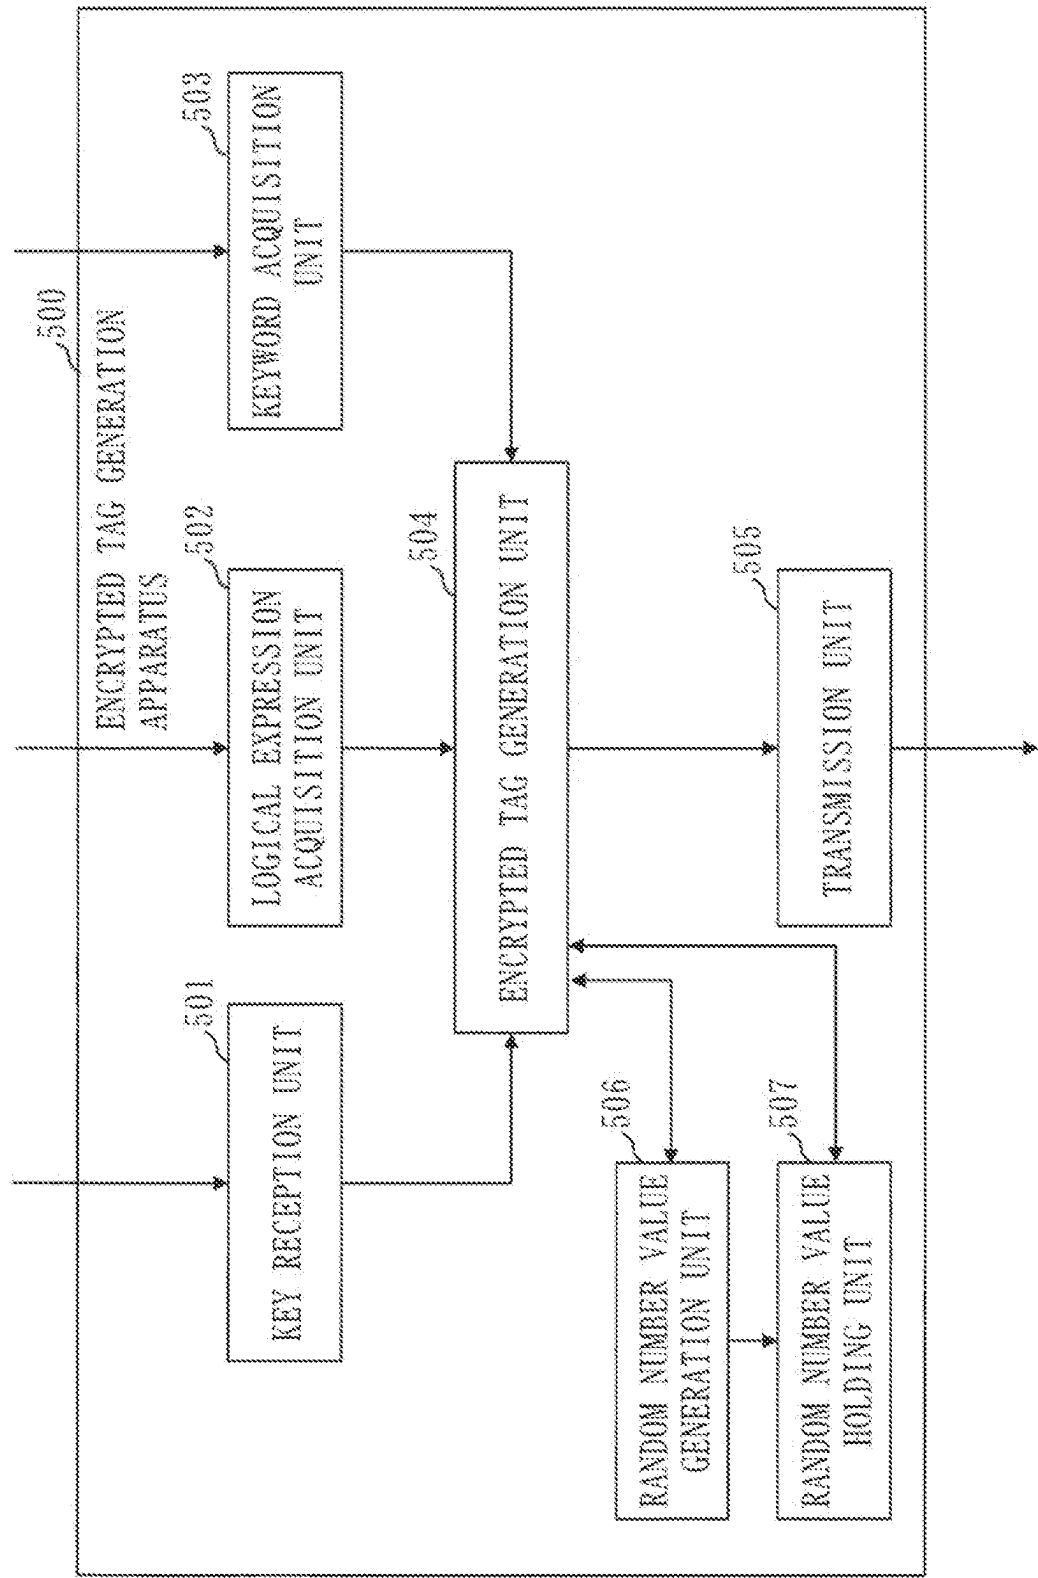 500
ENCRYPTED TAG GENERATION
APPARATUS
501
KEY RECEPTION UNIT
502
LOGICAL EXPRESSION
ACQUISITION UNIT
503
KEYWORD ACQUISITION
UNIT
504
ENCRYPTED TAG GENERATION UNIT
506
RANDOM NUMBER VALUE
GENERATION UNIT
507
RANDOM NUMBER VALUE
HOLDING UNIT
505
TRANSMISSION UNIT